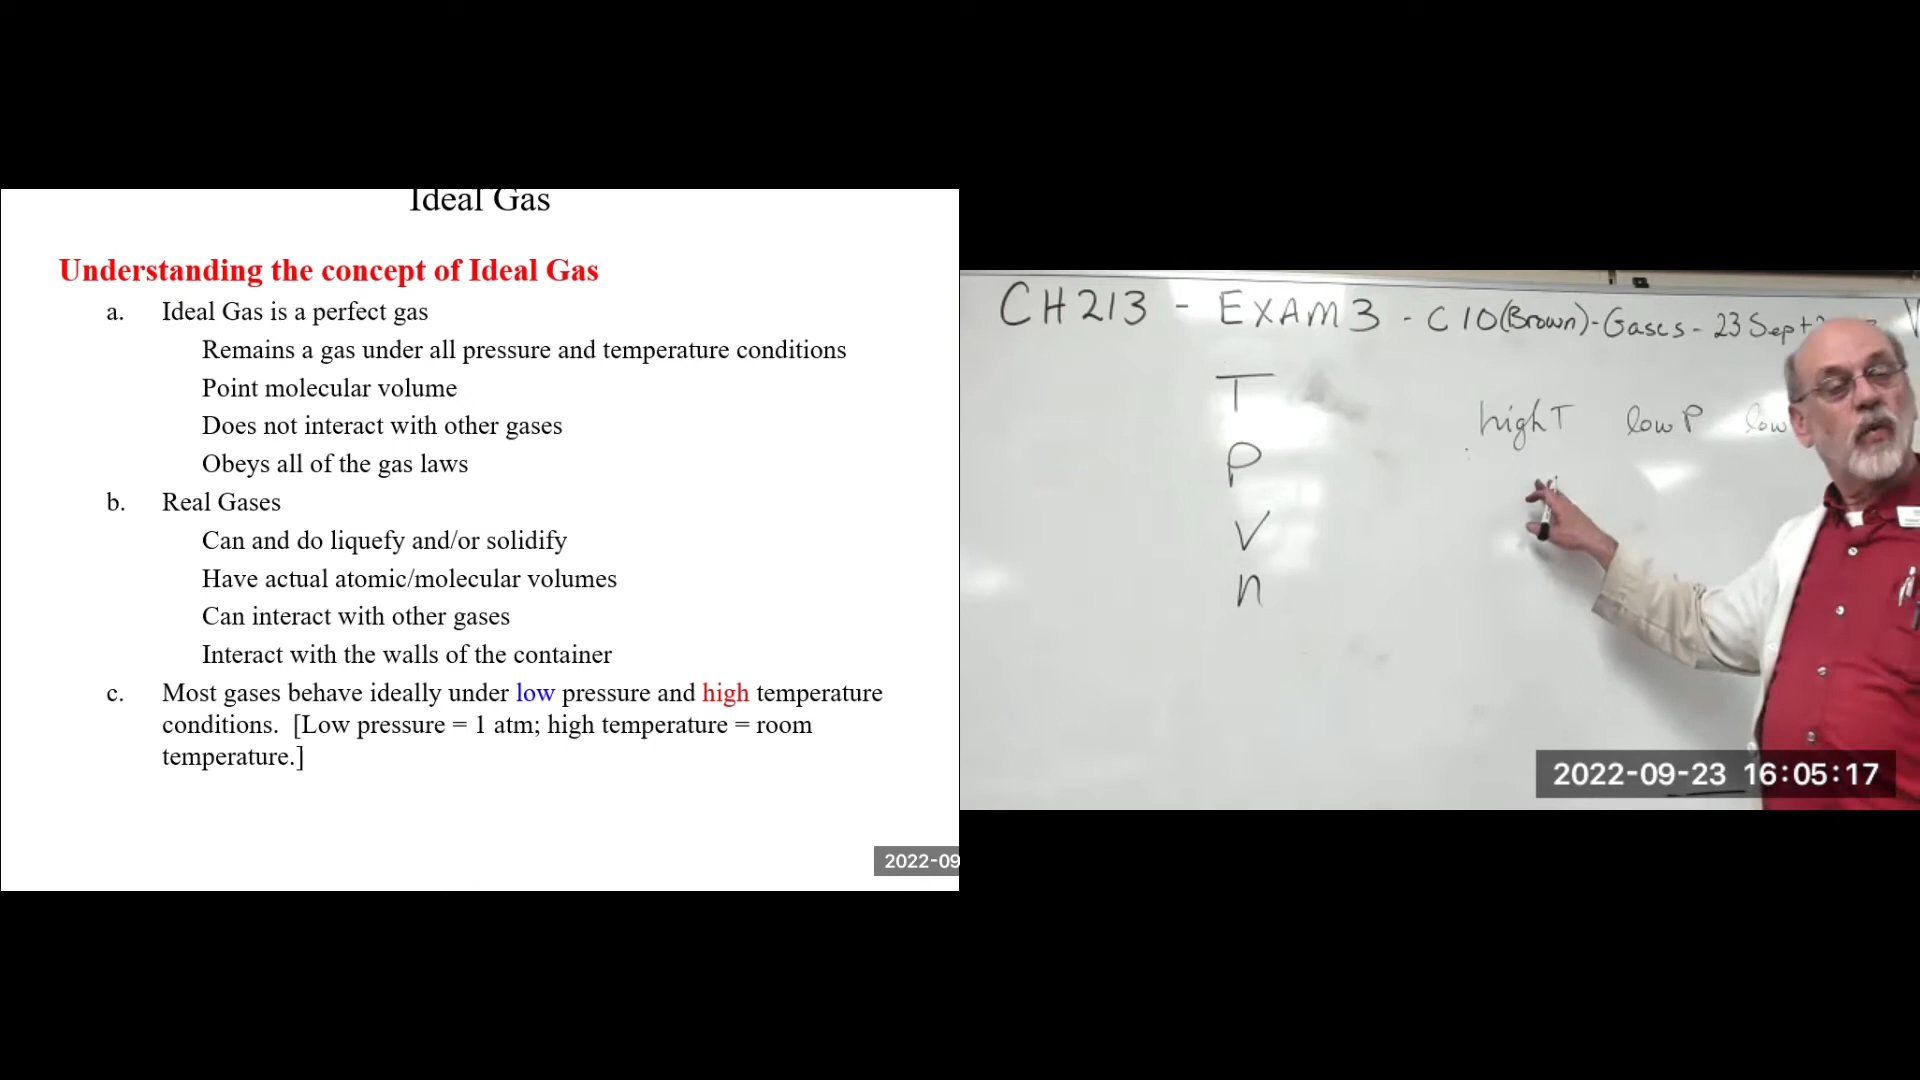 Ideal Gas
Understanding the concept of Ideal Gas
a. Ideal Gas is a perfect gas
Remains a gas under all pressure and temperature conditions
Point molecular volume
Does not interact with other gases
Obeys all of the gas laws
b. Real Gases
Can and do liquefy and/or solidify
Have actual atomic/molecular volumes
Can interact with other gases
Interact with the walls of the container
c. Most gases behave ideally under low pressure and high temperature
conditions. [Low pressure = 1 atm; high temperature = room
temperature.]
2022-09
CH213 - EXAM3 - C10(Brown)-Gases - 23 Sept
T
high T low P low
P
V
n
2022-09-23 16:05:17